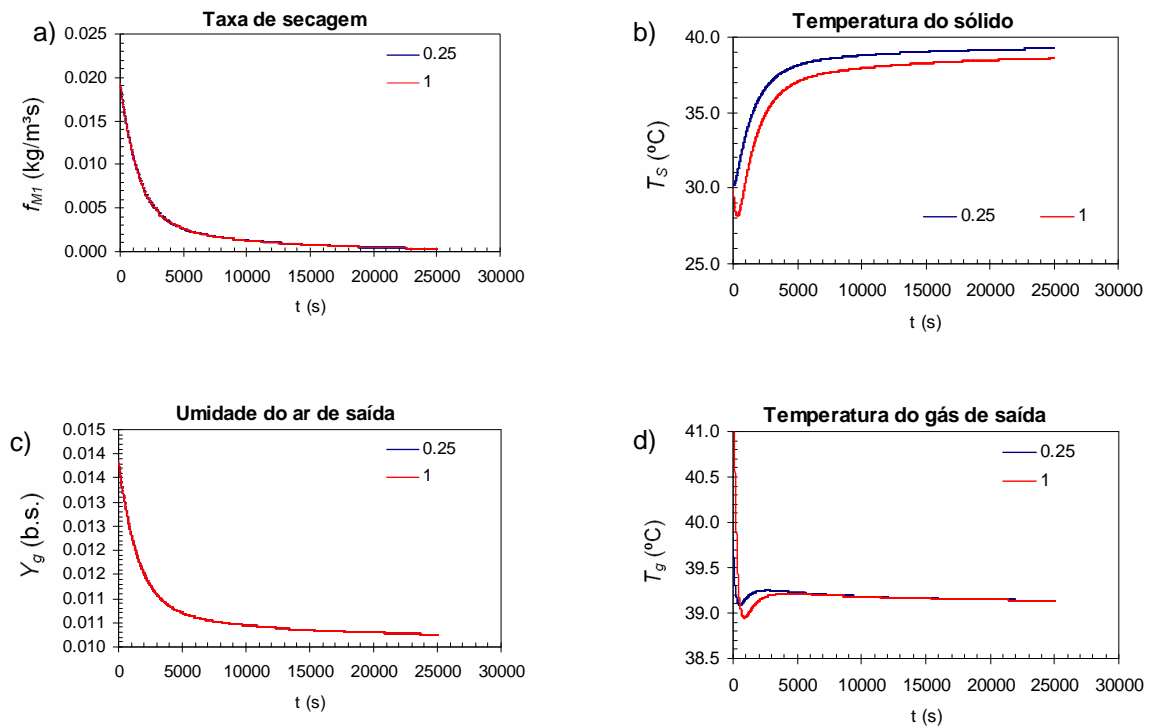 a)
Taxa de secagem
0.025
0.020
0.015
0.010
0.005
0.000
f_M1 (kg/m³s)
0.25
1
0 5000 10000 15000 20000 25000 30000
t (s)
b)
Temperatura do sólido
40.0
35.0
30.0
25.0
T_S (ºC)
0.25 1
0 5000 10000 15000 20000 25000 30000
t (s)
c)
Umidade do ar de saída
0.015
0.014
0.014
0.013
0.013
0.012
0.012
0.011
0.011
0.010
Y_g (b.s.)
0.25
1
0 5000 10000 15000 20000 25000 30000
t (s)
d)
Temperatura do gás de saída
41.0
40.5
40.0
39.5
39.0
38.5
T_g (ºC)
0.25
1
0 5000 10000 15000 20000 25000 30000
t (s)